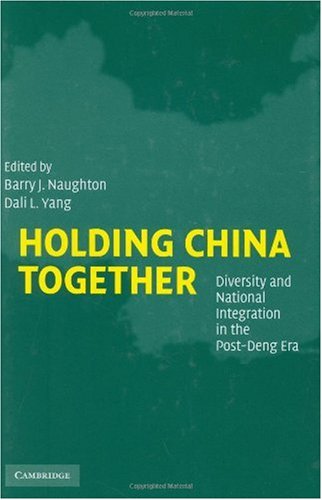 Edited by
Barry J. Naughton
Dali L. Yang
HOLDING CHINA
TOGETHER
Diversity and
National
Integration
in the
Post-Deng Era
CAMBRIDGE